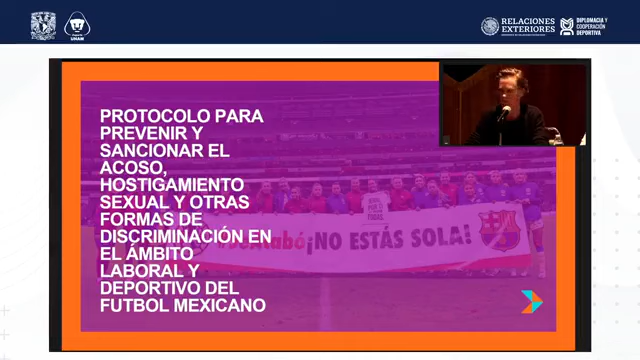 UNAM
RELACIONES
EXTERIORES
DIPLOMACIA Y
COOPERACIÓN
DEPORTIVA
PROTOCOLO PARA
PREVENIR Y
SANCIONAR EL
ACOSO,
HOSTIGAMIENTO
SEXUAL Y OTRAS
FORMAS DE
DISCRIMINACIÓN EN
EL ÁMBITO
LABORAL Y
DEPORTIVO DEL
FUTBOL MEXICANO
¡NO ESTÁS SOLA!